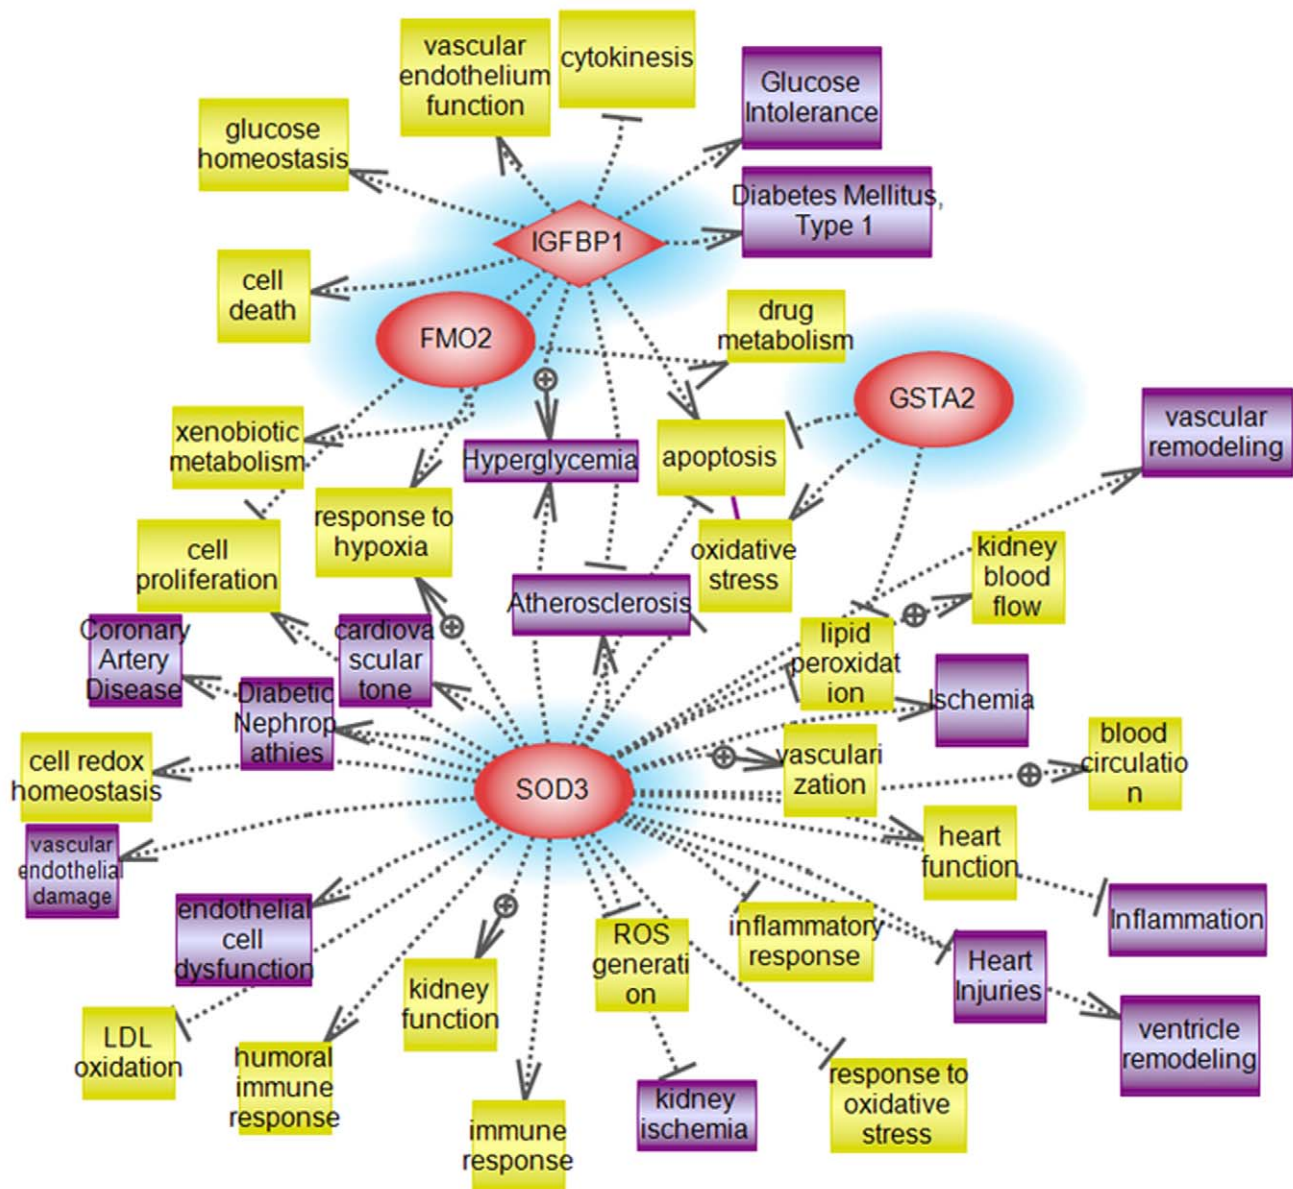 vascular
endothelium
function
cytokinesis
Glucose
Intolerance
glucose
homeostasis
Diabetes Mellitus,
Type 1
IGFBP1
cell
death
FMO2
drug
metabolism
GSTA2
vascular
remodeling
xenobiotic
metabolism
Hyperglycemia
apoptosis
response to
hypoxia
cell
proliferation
oxidative
stress
kidney
blood
flow
Atherosclerosis
Coronary
Artery
Disease
cardiova
scular
tone
lipid
peroxidat
ion
Diabetic
Nephrop
athies
Ischemia
cell redox
homeostasis
SOD3
vasculari
zation
blood
circulatio
n
vascular
endothelial
damage
heart
function
endothelial
cell
dysfunction
inflammatory
response
Inflammation
ROS
generati
on
Heart
Injuries
kidney
function
LDL
oxidation
humoral
immune
response
ventricle
remodeling
immune
response
kidney
ischemia
response to
oxidative
stress